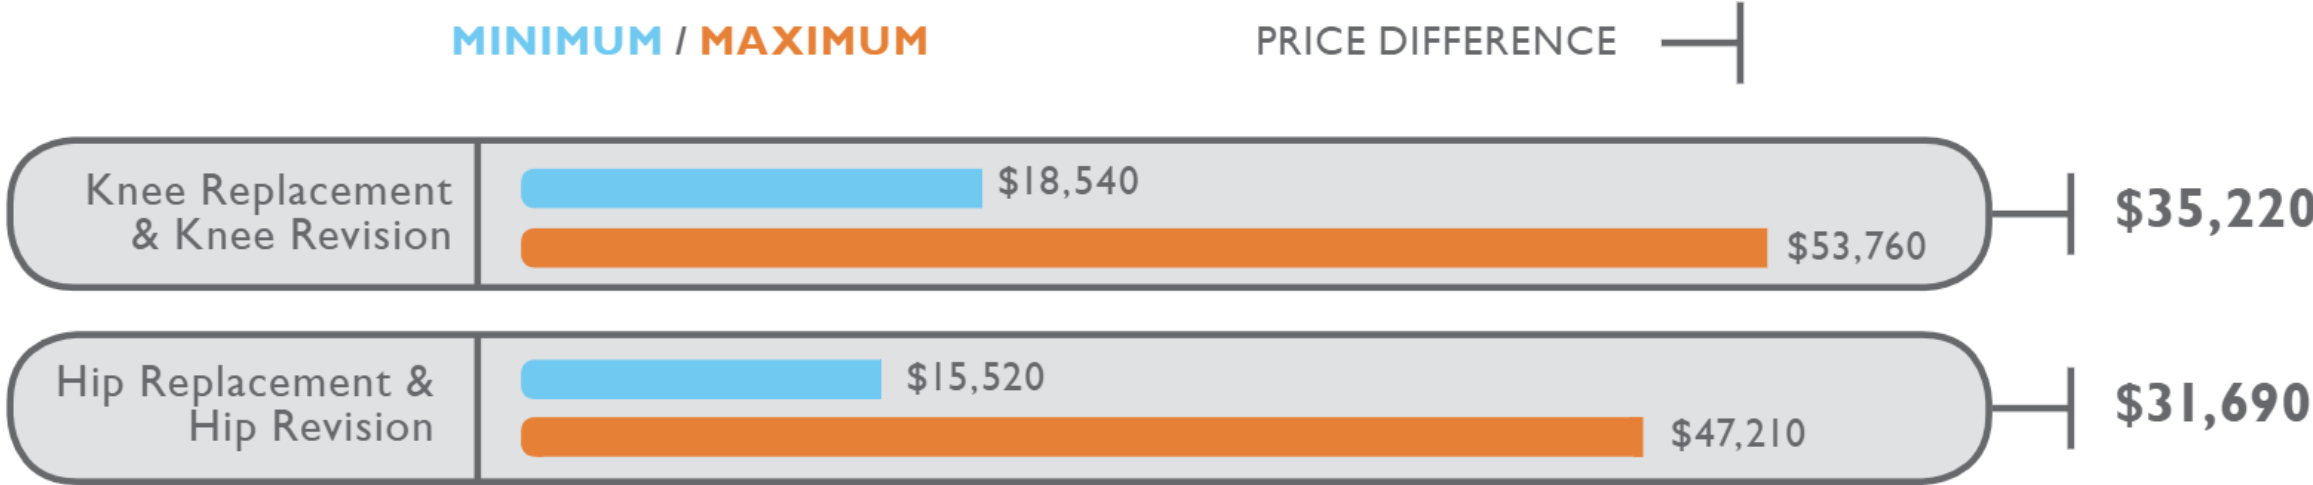 MINIMUM / MAXIMUM
PRICE DIFFERENCE
Knee Replacement
& Knee Revision
$18,540
$53,760
$35,220
Hip Replacement &
Hip Revision
$15,520
$47,210
$31,690